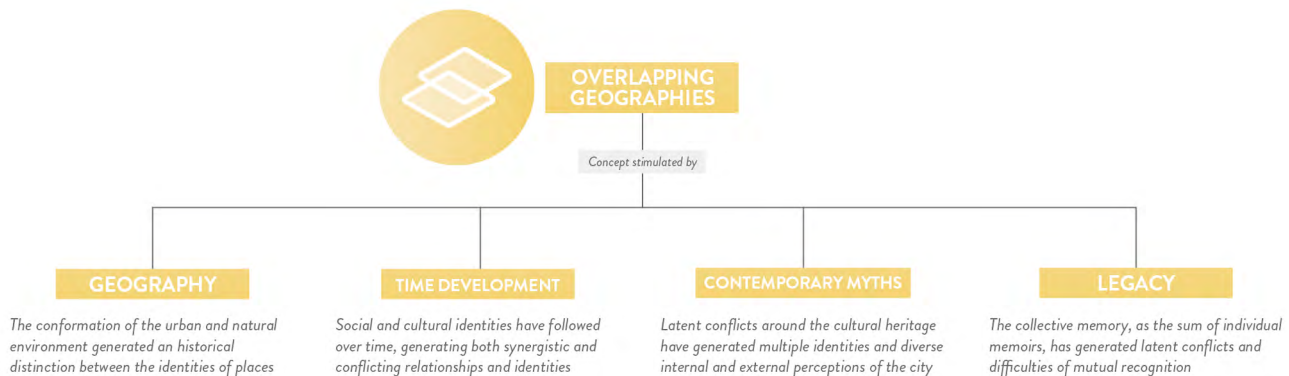 OVERLAPPING
GEOGRAPHIES
Concept stimulated by
GEOGRAPHY
The conformation of the urban and natural
environment generated an historical
distinction between the identities of places
TIME DEVELOPMENT
Social and cultural identities have followed
over time, generating both synergistic and
conflicting relationships and identities
CONTEMPORARY MYTHS
Latent conflicts around the cultural heritage
have generated multiple identities and diverse
internal and external perceptions of the city
LEGACY
The collective memory, as the sum of individual
memoirs, has generated latent conflicts and
difficulties of mutual recognition